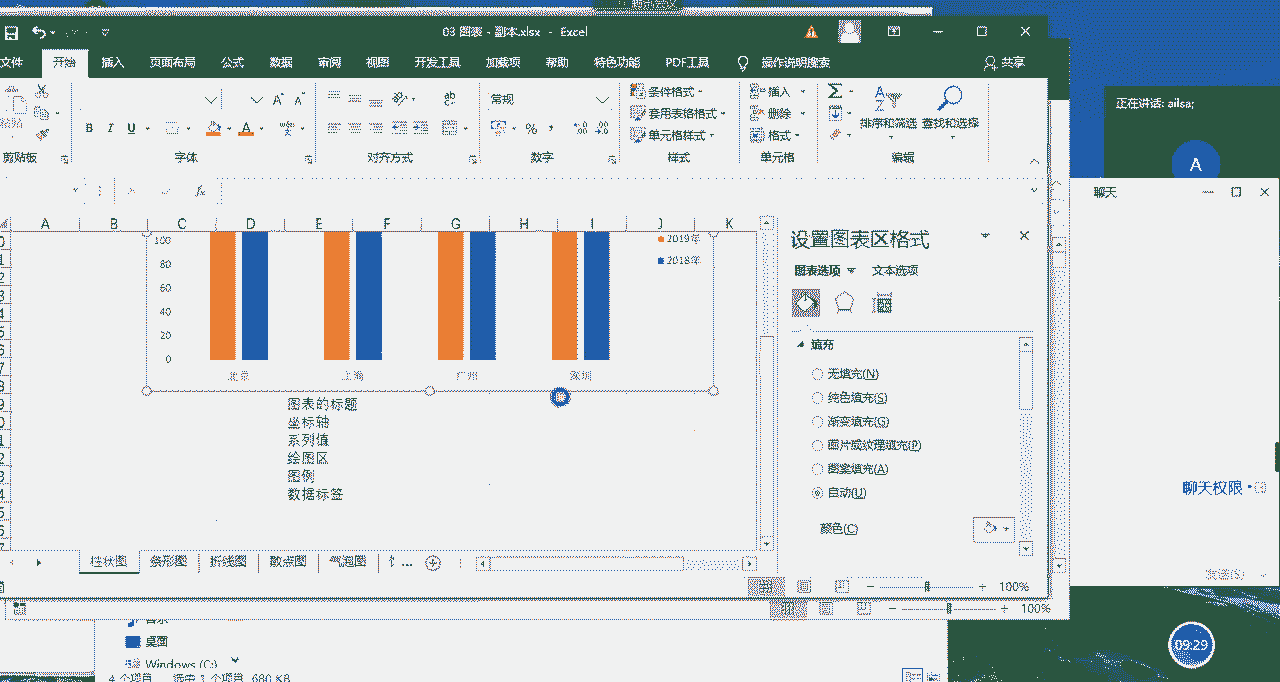 03 图表 - 副本.xlsx - Excel
文件 开始 插入 页面布局 公式 数据 审阅 视图 开发工具 加载项 帮助 特色功能 PDF工具 操作说明搜索 共享
B I U
常规
条件格式
套用表格格式
单元格样式
插入
删除
格式
排序和筛选 查找和选择
剪贴板 字体 对齐方式 数字 样式 单元格 编辑
fx
A B C D E F G H I J K
100
80
60
40
20
0
2019年
2018年
北京 上海 广州 深圳
图表的标题
坐标轴
系列值
绘图区
图例
数据标签
设置图表区格式
图表选项 文本选项
填充
无填充(N)
纯色填充(S)
渐变填充(G)
图片或纹理填充(P)
图案填充(A)
自动(U)
颜色(C)
柱状图 条形图 折线图 散点图 气泡图 ...
100%
100%
正在讲话: ailsa;
A
聊天
聊天权限
发送(S)
09:29
音乐
桌面
Windows (C:)
4 个项目 选中 1 个项目 680 KB